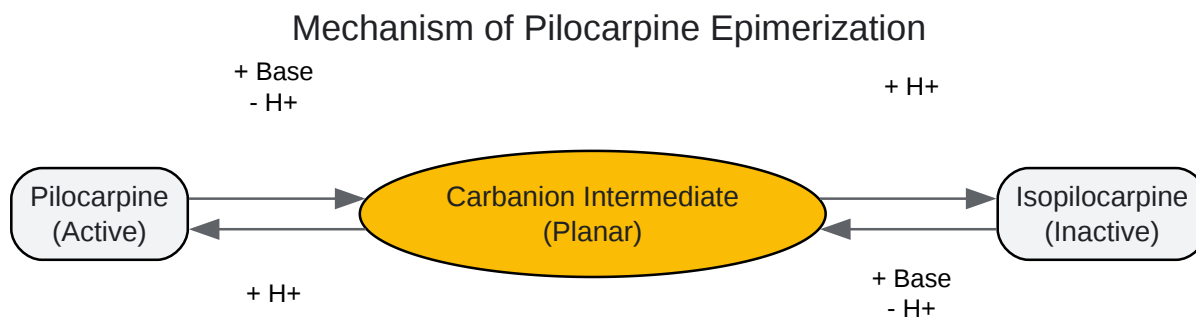 Mechanism of Pilocarpine Epimerization
+ Base
- H+
+ H+
Pilocarpine
(Active)
Carbanion Intermediate
(Planar)
Isopilocarpine
(Inactive)
+ H+
+ Base
- H+